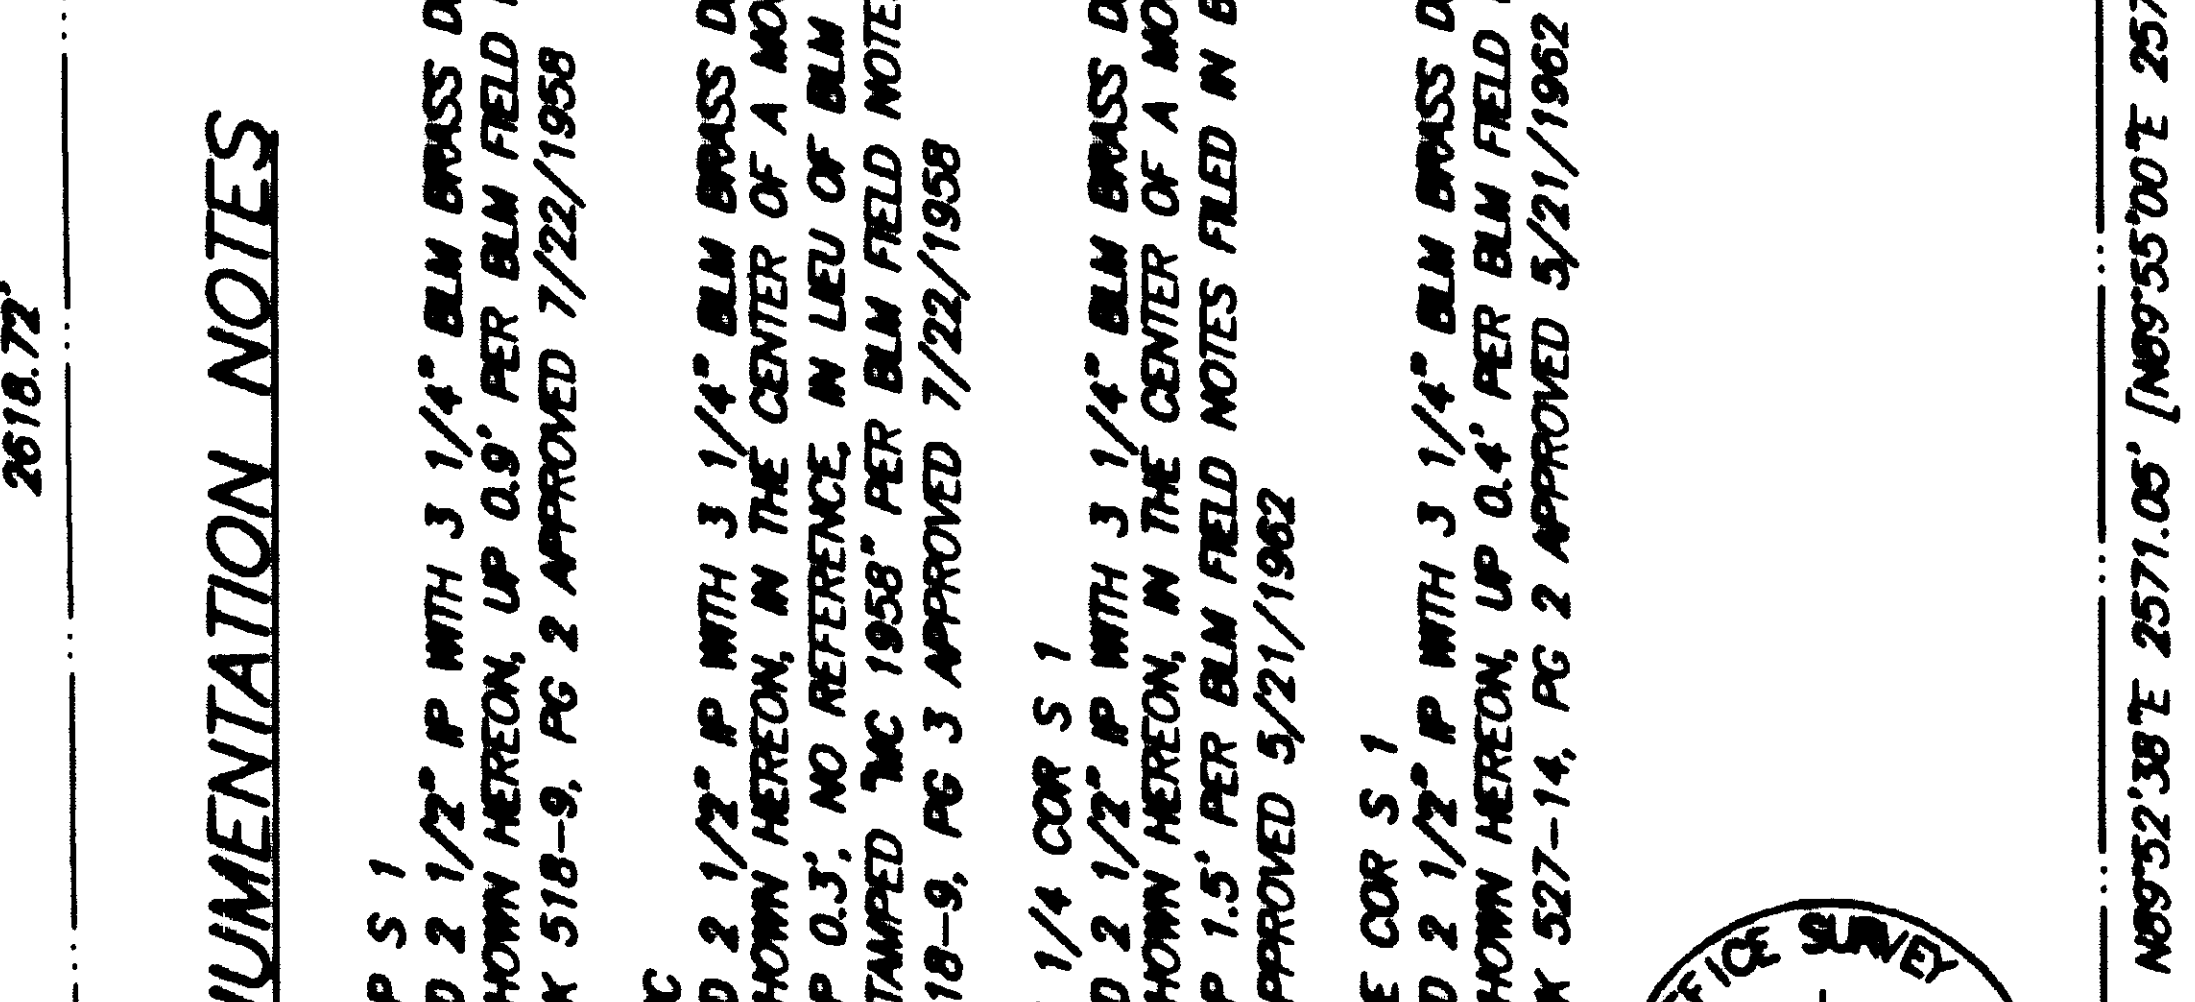 2618.72'
NUMENTATION NOTES
P S 1
D 2 1/2" IP WITH 3 1/4" BLM BRASS D
HOWN HEREON, UP 0.9' PER BLM FIELD
K 518-9, PG 2 APPROVED 7/22/1958
D 2 1/2" IP WITH 3 1/4" BLM BRASS D
HOWN HEREON, IN THE CENTER OF A MO
P 0.3', NO REFERENCE, IN LIEU OF BLM
TAMPED "MC 1958" PER BLM FIELD NOTE
18-9, PG 3 APPROVED 7/22/1958
1/4 COR S 1
D 2 1/2" IP WITH 3 1/4" BLM BRASS D
HOWN HEREON, IN THE CENTER OF A MO
P 1.5' PER BLM FIELD NOTES FILED IN B
PPROVED 5/21/1962
E COR S 1
D 2 1/2" IP WITH 3 1/4" BLM BRASS D
HOWN HEREON, UP 0.4' PER BLM FIELD
K 527-14, PG 2 APPROVED 5/21/1962
FICE SURVEY
N89°52'38"E 2571.05' [N89°55'00"E 257